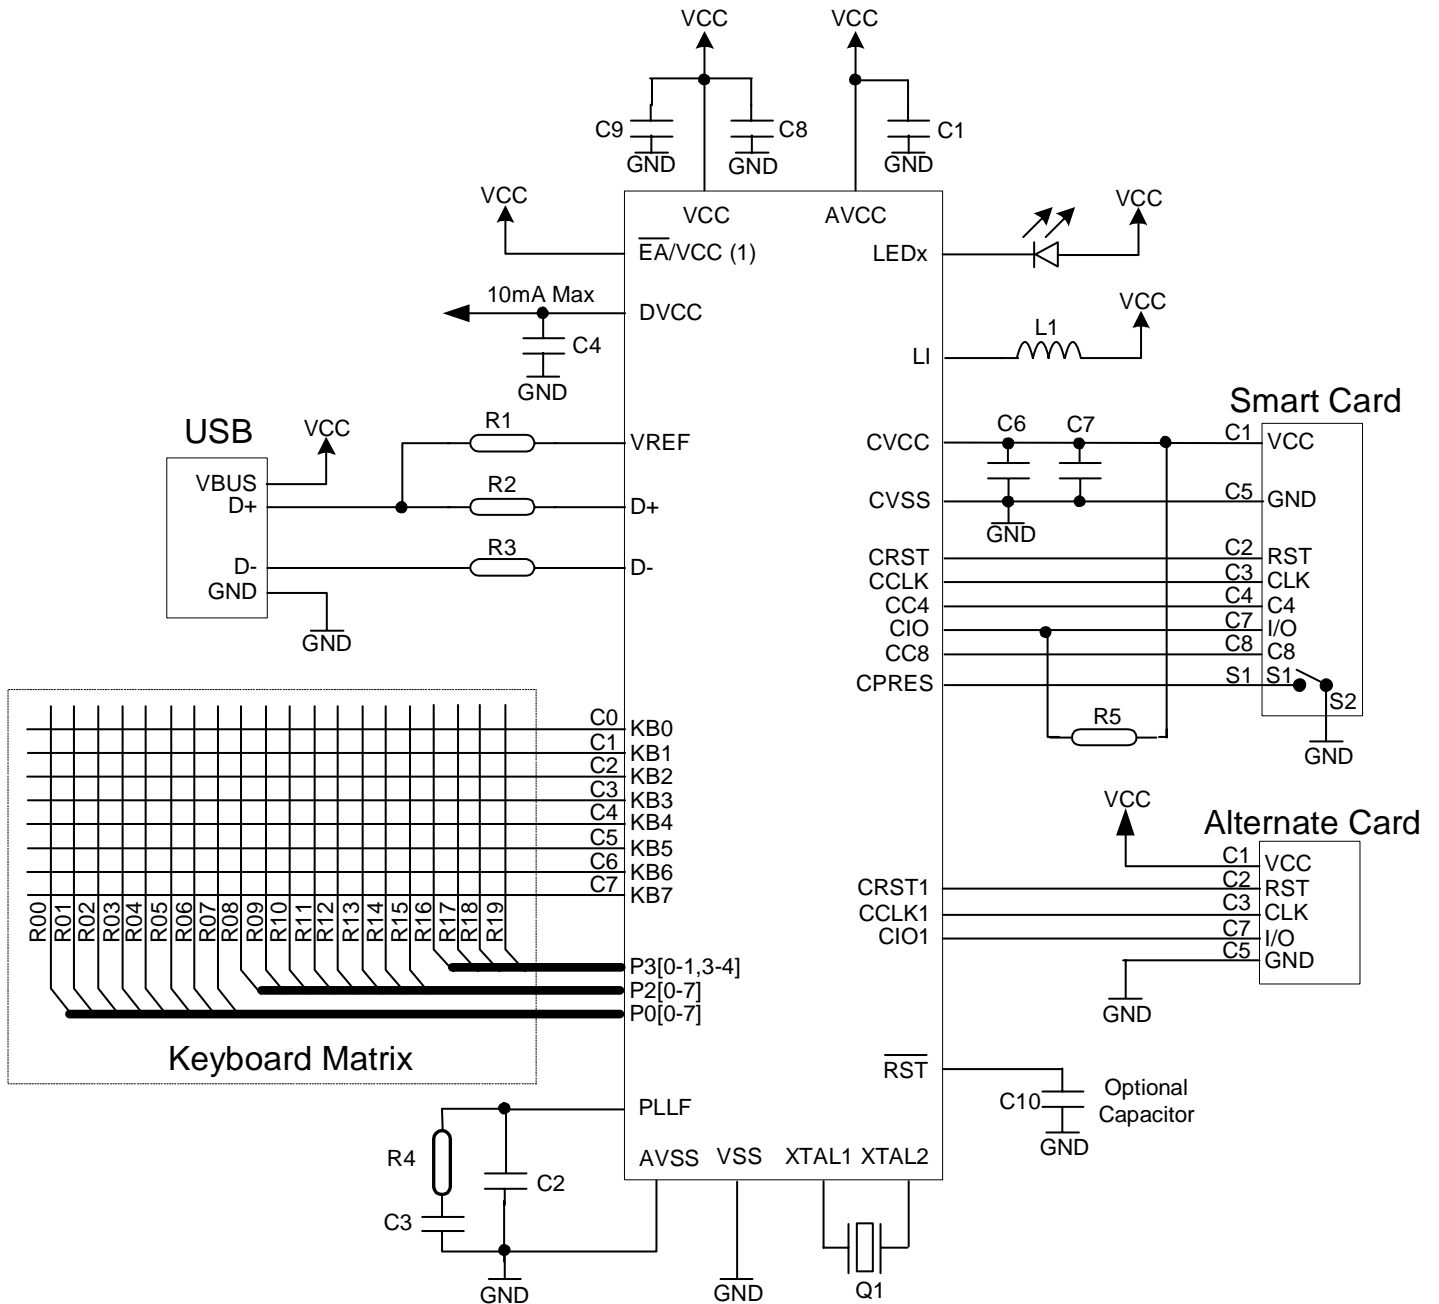 VCC
VCC
C9
C8
C1
GND
GND
GND
VCC
VCC
VCC
AVCC
EA/VCC (1)
LEDx
10mA Max
DVCC
VCC
L1
LI
C4
GND
Smart Card
USB
VCC
R1
VREF
CVCC
C6
C7
C1
VCC
VBUS
D+
R2
D+
CVSS
C5
GND
GND
D-
R3
D-
CRST
C2
RST
GND
CCLK
C3
CLK
GND
CC4
C4
C4
CIO
C7
I/O
CC8
C8
C8
CPRES
S1
S1
S2
R5
GND
C0
KB0
C1
KB1
C2
KB2
C3
KB3
C4
KB4
C5
KB5
C6
KB6
C7
KB7
R00
R01
R02
R03
R04
R05
R06
R07
R08
R09
R10
R11
R12
R13
R14
R15
R16
R17
R18
R19
P3[0-1,3-4]
P2[0-7]
P0[0-7]
Keyboard Matrix
VCC
Alternate Card
C1
VCC
CRST1
C2
RST
CCLK1
C3
CLK
CIO1
C7
I/O
C5
GND
GND
RST
C10
Optional
Capacitor
GND
PLLF
R4
C2
C3
GND
AVSS
VSS
XTAL1
XTAL2
GND
Q1